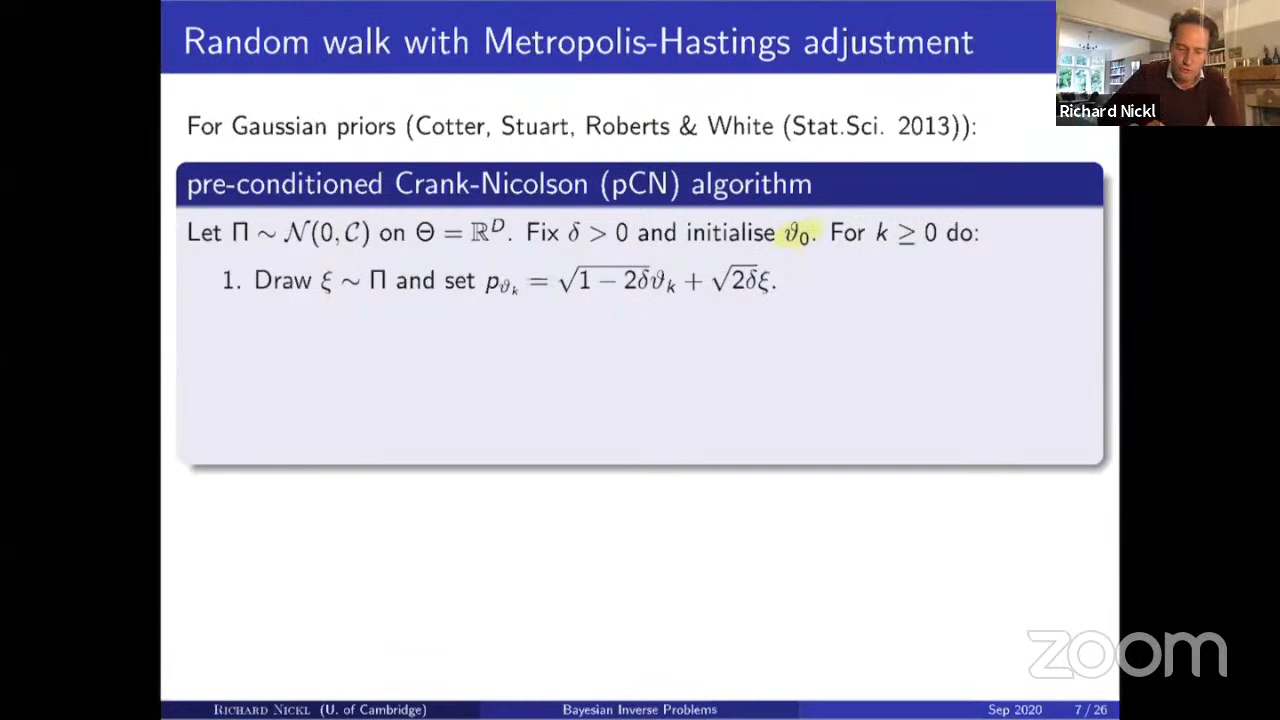 Random walk with Metropolis-Hastings adjustment
Richard Nickl
For Gaussian priors (Cotter, Stuart, Roberts & White (Stat.Sci. 2013)):
pre-conditioned Crank-Nicolson (pCN) algorithm
Let Π ∼ 𝒩(0, 𝒞) on Θ = ℝ^D. Fix δ > 0 and initialise ϑ₀. For k ≥ 0 do:
1. Draw ξ ∼ Π and set p_{ϑ_k} = √(1 − 2δ)ϑ_k + √(2δ)ξ.
zoom
Richard Nickl (U. of Cambridge) Bayesian Inverse Problems Sep 2020 7 / 26